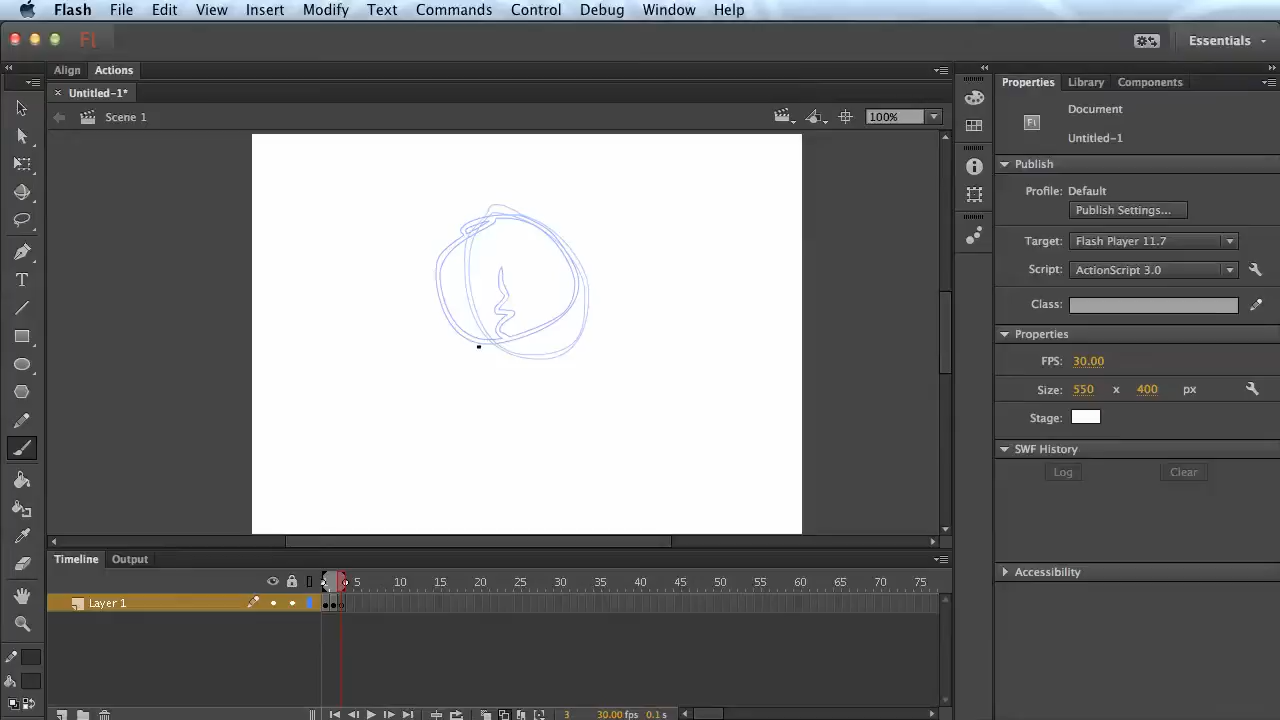 Flash File Edit View Insert Modify Text Commands Control Debug Window Help
Fl Essentials
Align Actions
Untitled-1*
Scene 1 100%
Properties Library Components
Fl Document
Untitled-1
Publish
Profile: Default
Publish Settings...
Target: Flash Player 11.7
Script: ActionScript 3.0
Class:
Properties
FPS: 30.00
Size: 550 x 400 px
Stage:
SWF History
Log Clear
Accessibility
Timeline Output
5 10 15 20 25 30 35 40 45 50 55 60 65 70 75
Layer 1
3 30.00 fps 0.1 s